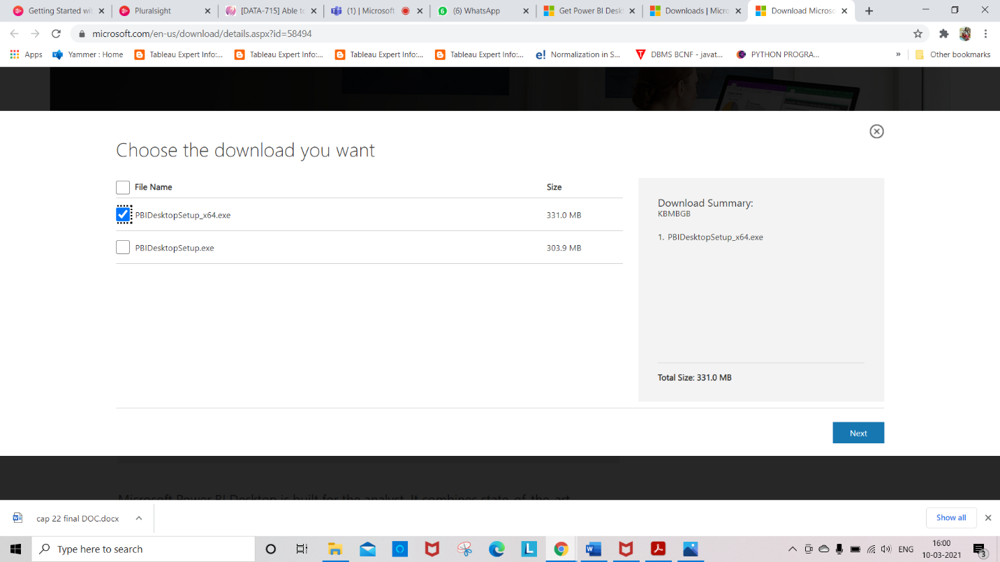 Getting Started wit
Pluralsight
[DATA-715] Able to
(1) | Microsoft
(6) WhatsApp
Get Power BI Desk
Downloads | Micro
Download Microso
microsoft.com/en-us/download/details.aspx?id=58494
Apps
Yammer : Home
Tableau Expert Info:...
Tableau Expert Info:...
Tableau Expert Info:...
Tableau Expert Info:...
Normalization in S...
DBMS BCNF - javat...
PYTHON PROGRA...
»
Other bookmarks
Choose the download you want
File Name Size
PBIDesktopSetup_x64.exe 331.0 MB
PBIDesktopSetup.exe 303.9 MB
Download Summary:
KBMBGB
1. PBIDesktopSetup_x64.exe
Total Size: 331.0 MB
Next
Microsoft Power BI Desktop is built for the analyst. It combines state-of-the-art
cap 22 final DOC.docx
Show all
Type here to search
ENG
16:00
10-03-2021
3